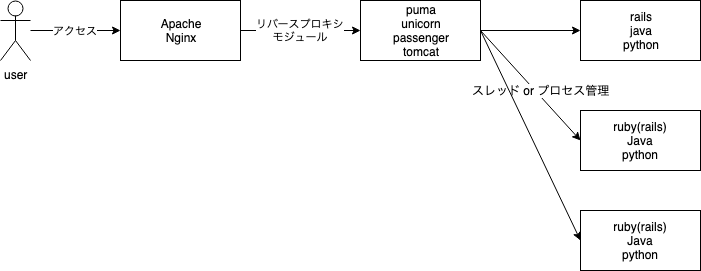 user
アクセス
Apache
Nginx
リバースプロキシ
モジュール
puma
unicorn
passenger
tomcat
スレッド or プロセス管理
rails
java
python
ruby(rails)
Java
python
ruby(rails)
Java
python